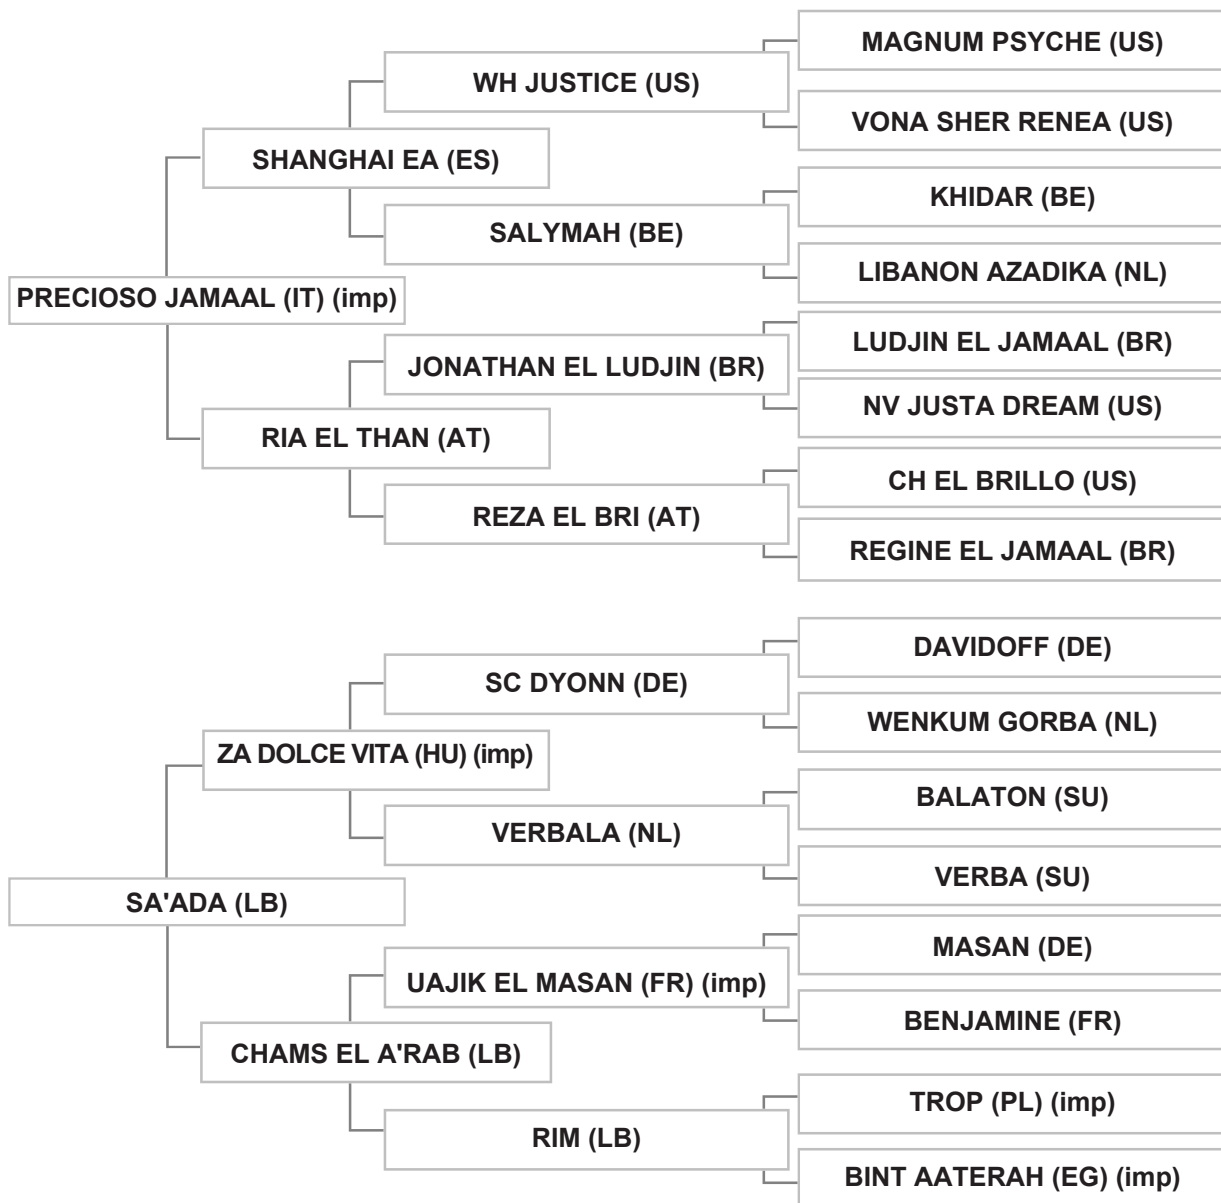 MAGNUM PSYCHE (US)
WH JUSTICE (US)
VONA SHER RENEA (US)
SHANGHAI EA (ES)
KHIDAR (BE)
SALYMAH (BE)
LIBANON AZADIKA (NL)
PRECIOSO JAMAAL (IT) (imp)
LUDJIN EL JAMAAL (BR)
JONATHAN EL LUDJIN (BR)
NV JUSTA DREAM (US)
RIA EL THAN (AT)
CH EL BRILLO (US)
REZA EL BRI (AT)
REGINE EL JAMAAL (BR)
DAVIDOFF (DE)
SC DYONN (DE)
WENKUM GORBA (NL)
ZA DOLCE VITA (HU) (imp)
BALATON (SU)
VERBALA (NL)
VERBA (SU)
SA'ADA (LB)
MASAN (DE)
UAJIK EL MASAN (FR) (imp)
BENJAMINE (FR)
CHAMS EL A'RAB (LB)
TROP (PL) (imp)
RIM (LB)
BINT AATERAH (EG) (imp)